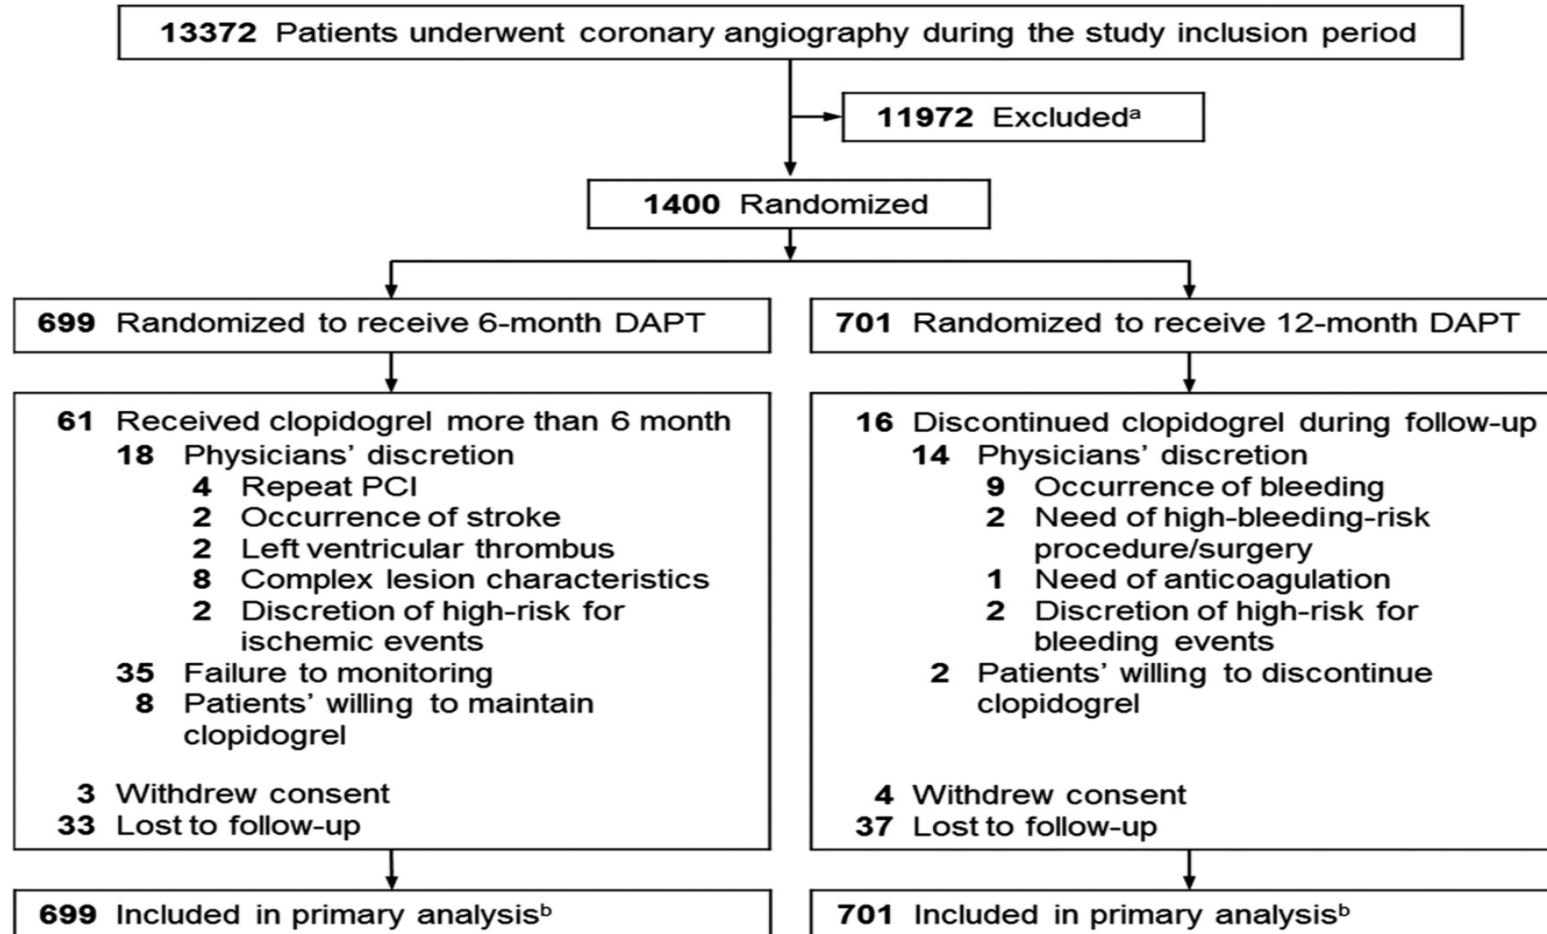 13372 Patients underwent coronary angiography during the study inclusion period
11972 Excludedᵃ
1400 Randomized
699 Randomized to receive 6-month DAPT
61 Received clopidogrel more than 6 month
18 Physicians’ discretion
4 Repeat PCI
2 Occurrence of stroke
2 Left ventricular thrombus
8 Complex lesion characteristics
2 Discretion of high-risk for
ischemic events
35 Failure to monitoring
8 Patients’ willing to maintain
clopidogrel
3 Withdrew consent
33 Lost to follow-up
699 Included in primary analysisᵇ
701 Randomized to receive 12-month DAPT
16 Discontinued clopidogrel during follow-up
14 Physicians’ discretion
9 Occurrence of bleeding
2 Need of high-bleeding-risk
procedure/surgery
1 Need of anticoagulation
2 Discretion of high-risk for
bleeding events
2 Patients’ willing to discontinue
clopidogrel
4 Withdrew consent
37 Lost to follow-up
701 Included in primary analysisᵇ